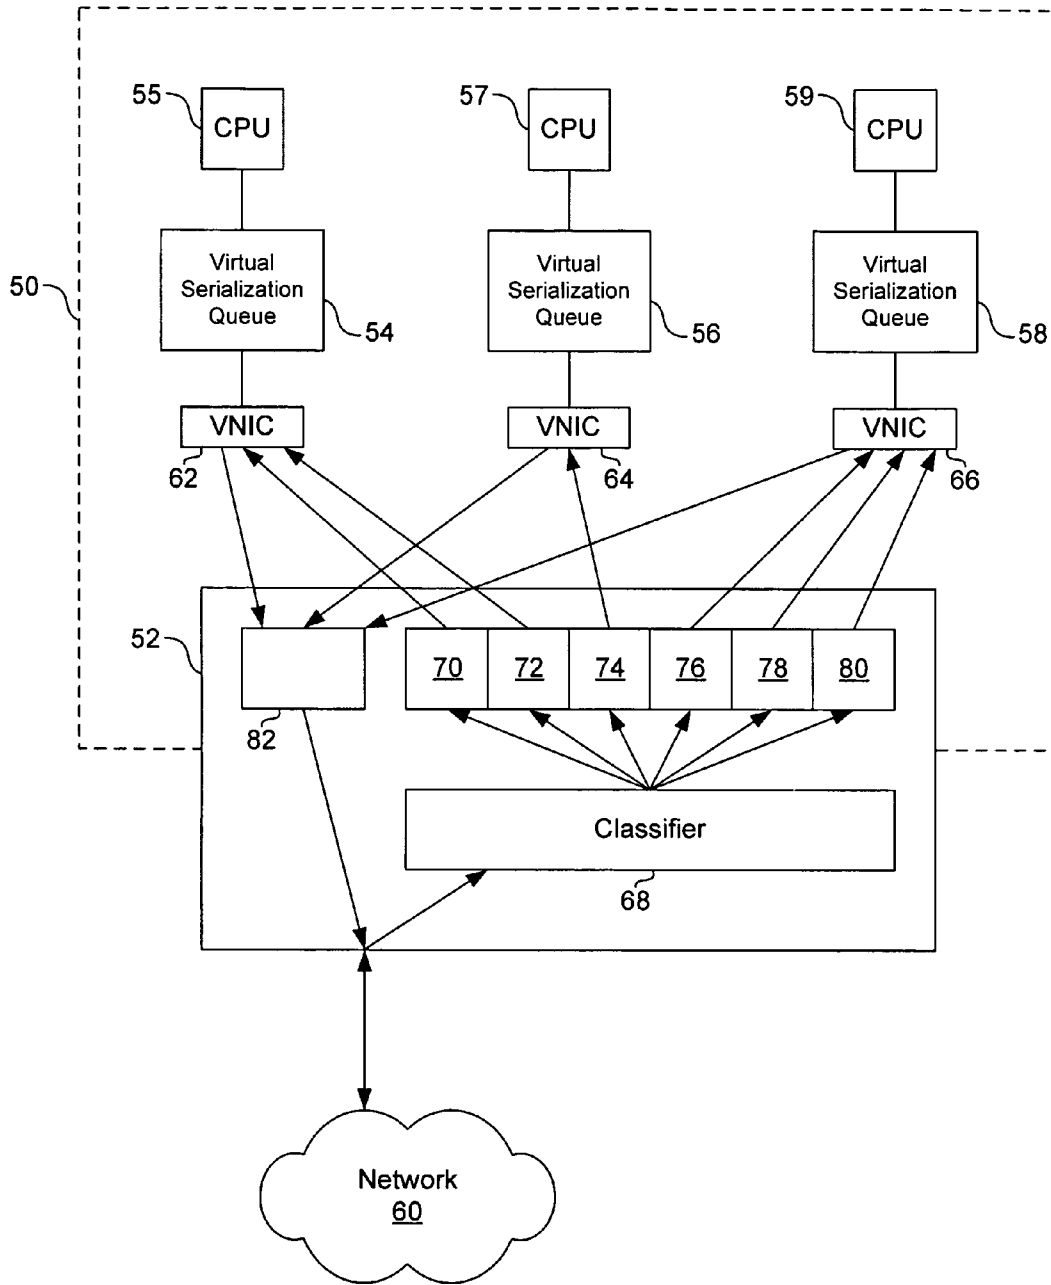 55
CPU
57
CPU
59
CPU
50
Virtual
Serialization
Queue
54
Virtual
Serialization
Queue
56
Virtual
Serialization
Queue
58
VNIC
62
VNIC
64
VNIC
66
52
82
70
72
74
76
78
80
Classifier
68
Network
60